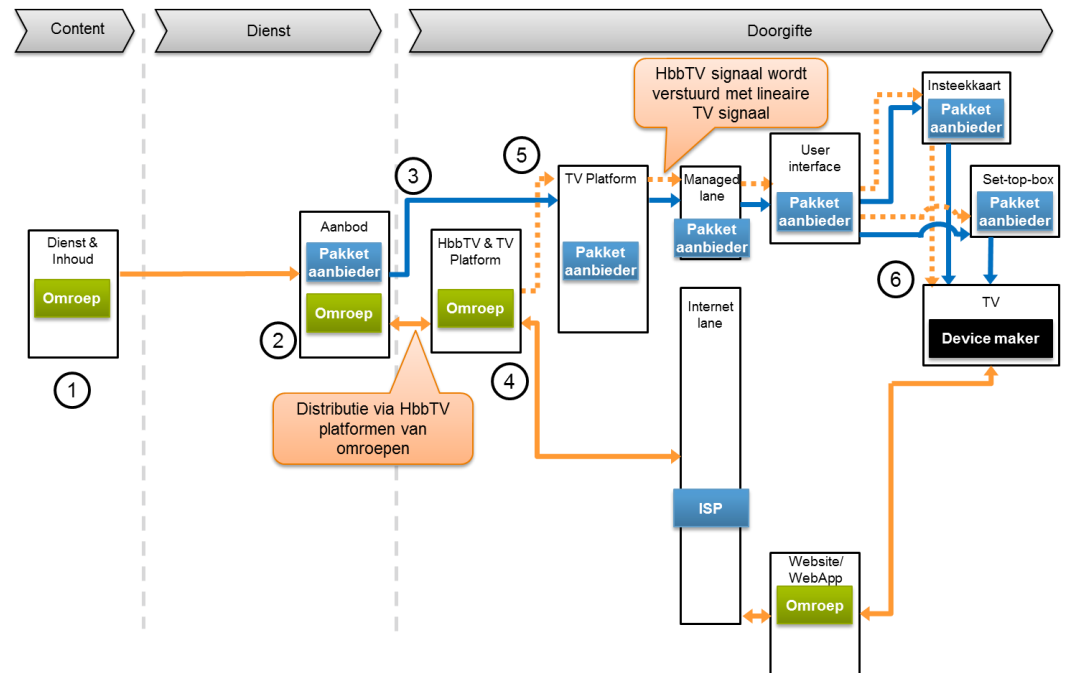 Content
Dienst
Doorgifte
HbbTV signaal wordt
verstuurd met lineaire
TV signaal
Insteekkaart
Pakket
aanbieder
5
3
TV Platform
Pakket
aanbieder
Managed
lane
Pakket
aanbieder
User
interface
Pakket
aanbieder
Set-top-box
Pakket
aanbieder
Dienst &
Inhoud
Omroep
1
Aanbod
Pakket
aanbieder
Omroep
2
HbbTV & TV
Platform
Omroep
4
Distributie via HbbTV
platformen van
omroepen
Internet
lane
ISP
6
TV
Device maker
Website/
WebApp
Omroep